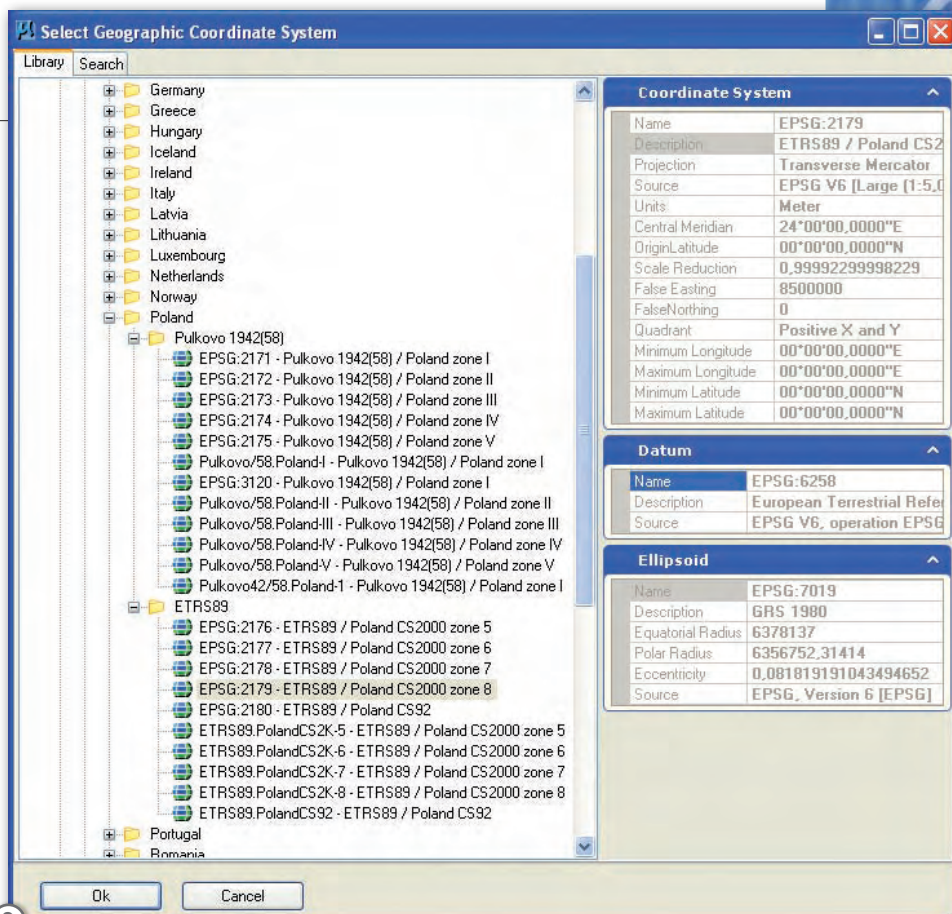 Select Geographic Coordinate System
Library Search
Germany
Greece
Hungary
Iceland
Ireland
Italy
Latvia
Lithuania
Luxembourg
Netherlands
Norway
Poland
Pulkovo 1942(58)
EPSG:2171 - Pulkovo 1942(58) / Poland zone I
EPSG:2172 - Pulkovo 1942(58) / Poland zone II
EPSG:2173 - Pulkovo 1942(58) / Poland zone III
EPSG:2174 - Pulkovo 1942(58) / Poland zone IV
EPSG:2175 - Pulkovo 1942(58) / Poland zone V
Pulkovo/58.Poland-I - Pulkovo 1942(58) / Poland zone I
EPSG:3120 - Pulkovo 1942(58) / Poland zone I
Pulkovo/58.Poland-II - Pulkovo 1942(58) / Poland zone II
Pulkovo/58.Poland-III - Pulkovo 1942(58) / Poland zone III
Pulkovo/58.Poland-IV - Pulkovo 1942(58) / Poland zone IV
Pulkovo/58.Poland-V - Pulkovo 1942(58) / Poland zone V
Pulkovo42/58.Poland-1 - Pulkovo 1942(58) / Poland zone I
ETRS89
EPSG:2176 - ETRS89 / Poland CS2000 zone 5
EPSG:2177 - ETRS89 / Poland CS2000 zone 6
EPSG:2178 - ETRS89 / Poland CS2000 zone 7
EPSG:2179 - ETRS89 / Poland CS2000 zone 8
EPSG:2180 - ETRS89 / Poland CS92
ETRS89.PolandCS2K-5 - ETRS89 / Poland CS2000 zone 5
ETRS89.PolandCS2K-6 - ETRS89 / Poland CS2000 zone 6
ETRS89.PolandCS2K-7 - ETRS89 / Poland CS2000 zone 7
ETRS89.PolandCS2K-8 - ETRS89 / Poland CS2000 zone 8
ETRS89.PolandCS92 - ETRS89 / Poland CS92
Portugal
Romania
Coordinate System
Name EPSG:2179
Description ETRS89 / Poland CS2
Projection Transverse Mercator
Source EPSG V6 [Large (1:5,0
Units Meter
Central Meridian 24°00'00,0000"E
OriginLatitude 00°00'00,0000"N
Scale Reduction 0,99992299998229
False Easting 8500000
FalseNorthing 0
Quadrant Positive X and Y
Minimum Longitude 00°00'00,0000"E
Maximum Longitude 00°00'00,0000"E
Minimum Latitude 00°00'00,0000"N
Maximum Latitude 00°00'00,0000"N
Datum
Name EPSG:6258
Description European Terrestrial Refe
Source EPSG V6, operation EPSG
Ellipsoid
Name EPSG:7019
Description GRS 1980
Equatorial Radius 6378137
Polar Radius 6356752,31414
Eccentricity 0,081819191043494652
Source EPSG, Version 6 [EPSG]
Ok Cancel